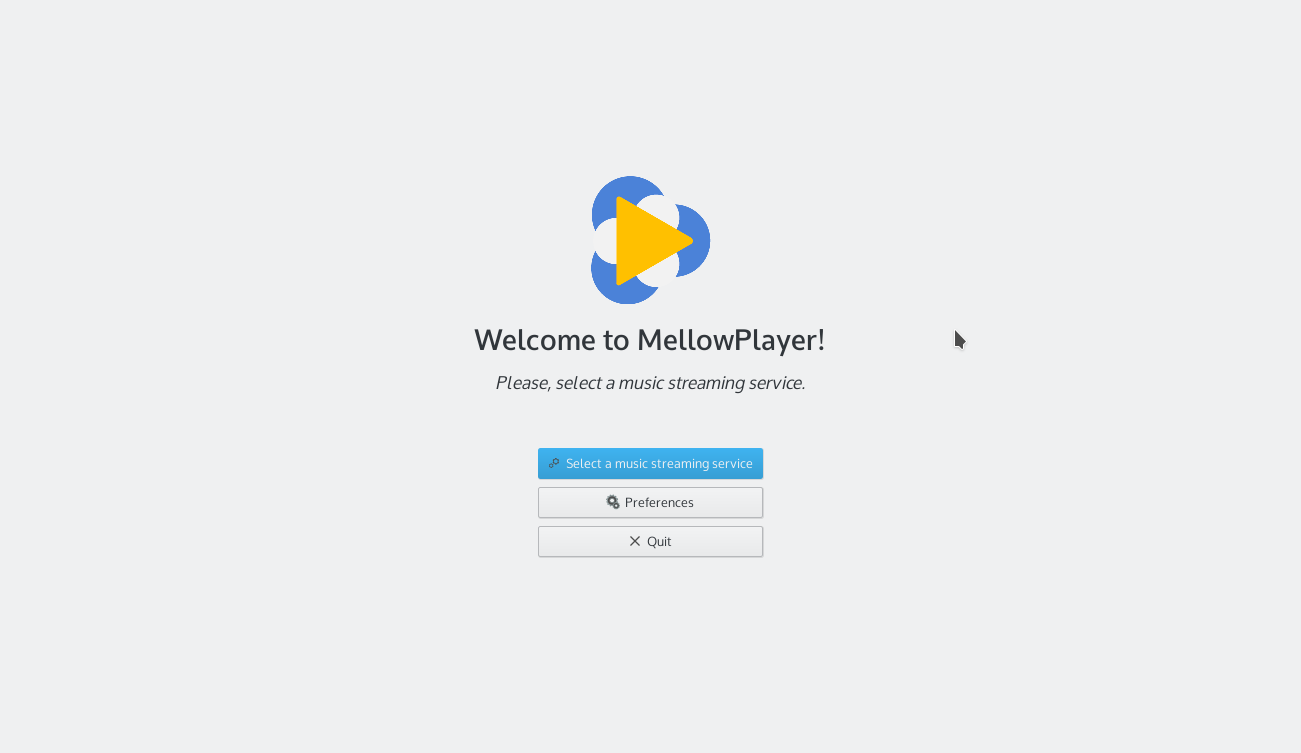 Welcome to MellowPlayer!
Please, select a music streaming service.
Select a music streaming service
Preferences
Quit